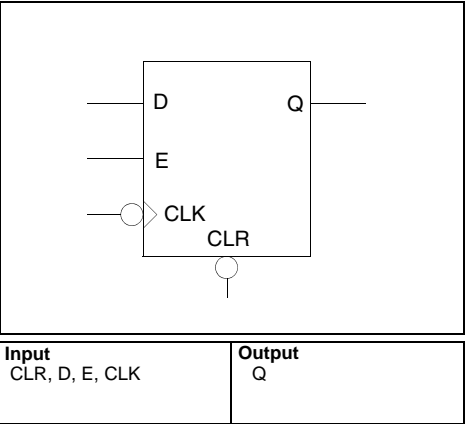 D Q
E
CLK
CLR
Input Output
CLR, D, E, CLK Q